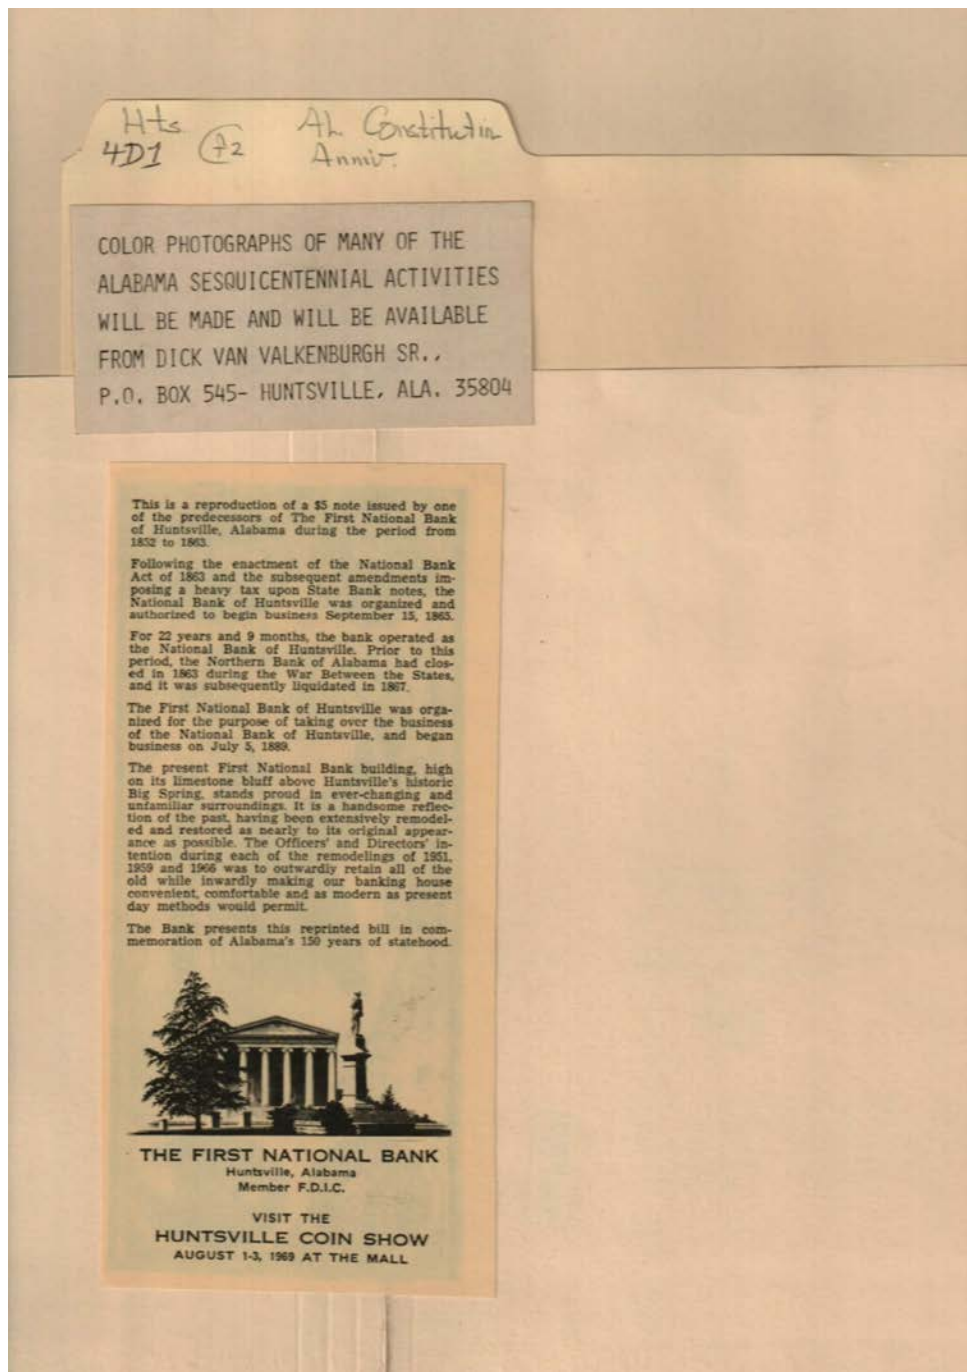 Hts AL Constitution
4D1 F2 Anniv.
COLOR PHOTOGRAPHS OF MANY OF THE
ALABAMA SESQUICENTENNIAL ACTIVITIES
WILL BE MADE AND WILL BE AVAILABLE
FROM DICK VAN VALKENBURGH SR.,
P.O. BOX 545- HUNTSVILLE, ALA. 35804
This is a reproduction of a $5 note issued by one
of the predecessors of The First National Bank
of Huntsville, Alabama during the period from
1852 to 1863.
Following the enactment of the National Bank
Act of 1863 and the subsequent amendments im-
posing a heavy tax upon State Bank notes, the
National Bank of Huntsville was organized and
authorized to begin business September 15, 1865.
For 22 years and 9 months, the bank operated as
the National Bank of Huntsville. Prior to this
period, the Northern Bank of Alabama had clos-
ed in 1863 during the War Between the States,
and it was subsequently liquidated in 1867.
The First National Bank of Huntsville was orga-
nized for the purpose of taking over the business
of the National Bank of Huntsville, and began
business on July 5, 1889.
The present First National Bank building, high
on its limestone bluff above Huntsville's historic
Big Spring, stands proud in ever-changing and
unfamiliar surroundings. It is a handsome reflec-
tion of the past, having been extensively remodel-
ed and restored as nearly to its original appear-
ance as possible. The Officers' and Directors' in-
tention during each of the remodelings of 1951,
1959 and 1966 was to outwardly retain all of the
old while inwardly making our banking house
convenient, comfortable and as modern as present
day methods would permit.
The Bank presents this reprinted bill in com-
memoration of Alabama's 150 years of statehood.
THE FIRST NATIONAL BANK
Huntsville, Alabama
Member F.D.I.C.
VISIT THE
HUNTSVILLE COIN SHOW
AUGUST 1-3, 1969 AT THE MALL